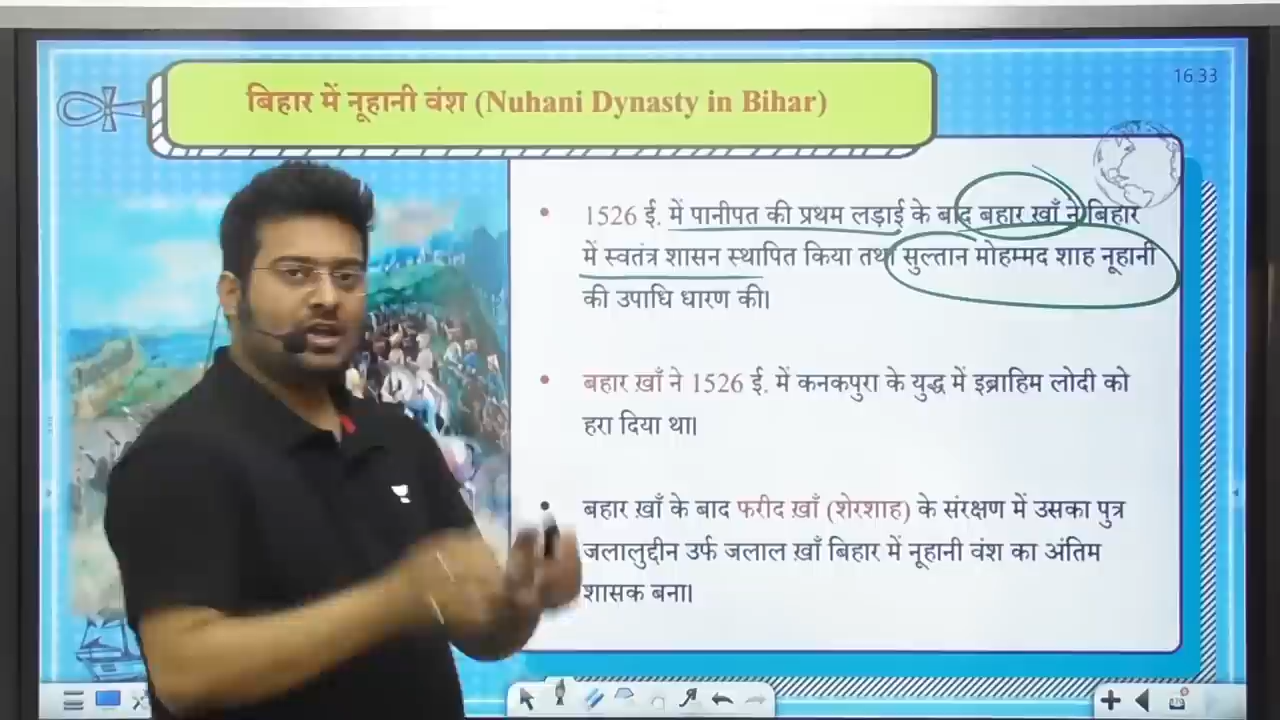 16:33
बिहार में नूहानी वंश (Nuhani Dynasty in Bihar)
• 1526 ई. में पानीपत की प्रथम लड़ाई के बाद बहार खाँ ने बिहार
में स्वतंत्र शासन स्थापित किया तथा सुल्तान मोहम्मद शाह नूहानी
की उपाधि धारण की।
• बहार ख़ाँ ने 1526 ई. में कनकपुरा के युद्ध में इब्राहिम लोदी को
हरा दिया था।
• बहार ख़ाँ के बाद फरीद ख़ाँ (शेरशाह) के संरक्षण में उसका पुत्र
जलालुद्दीन उर्फ जलाल ख़ाँ बिहार में नूहानी वंश का अंतिम
शासक बना।